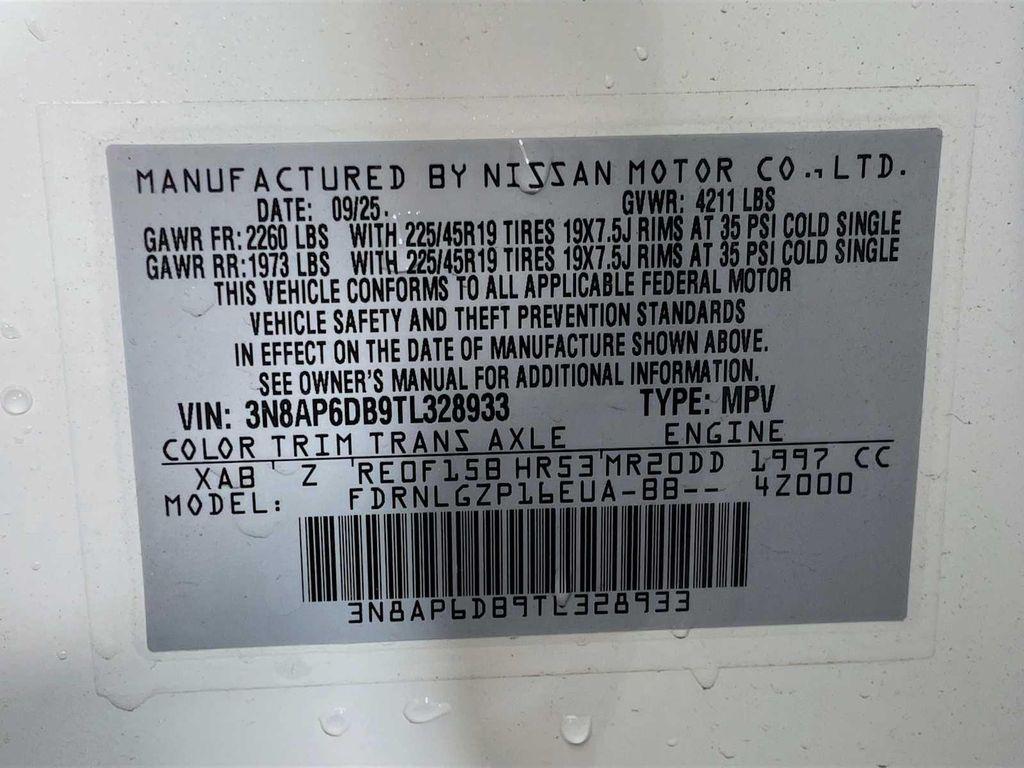 MANUFACTURED BY NISSAN MOTOR CO.,LTD.
DATE: 09/25. GVWR: 4211 LBS
GAWR FR: 2260 LBS WITH 225/45R19 TIRES 19X7.5J RIMS AT 35 PSI COLD SINGLE
GAWR RR: 1973 LBS WITH 225/45R19 TIRES 19X7.5J RIMS AT 35 PSI COLD SINGLE
THIS VEHICLE CONFORMS TO ALL APPLICABLE FEDERAL MOTOR
VEHICLE SAFETY AND THEFT PREVENTION STANDARDS
IN EFFECT ON THE DATE OF MANUFACTURE SHOWN ABOVE.
SEE OWNER'S MANUAL FOR ADDITIONAL INFORMATION.
VIN: 3N8AP6DB9TL328933 TYPE: MPV
COLOR TRIM TRANS AXLE ENGINE
XAB Z RE0F15B HR53 MR20DD 1997 CC
MODEL: FDRNLGZP16EUA-BB-- 4Z000
3N8AP6DB9TL328933